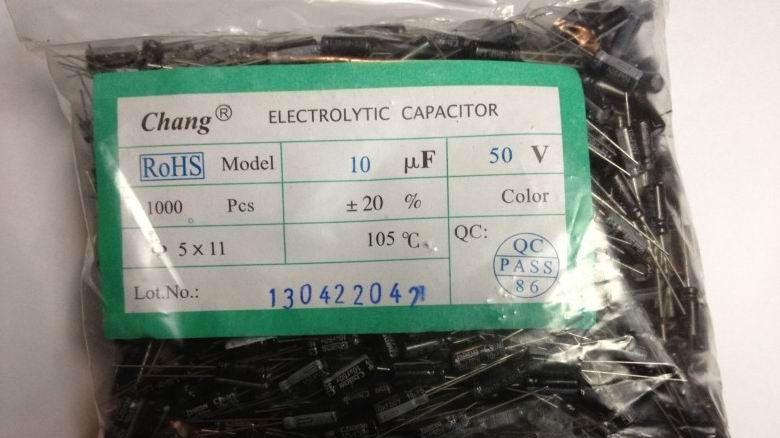 Chang® ELECTROLYTIC CAPACITOR
RoHS Model 10 μF 50 V
1000 Pcs ±20 % Color
5×11 105 ℃ QC:
QC
PASS
86
Lot.No.: 130422042